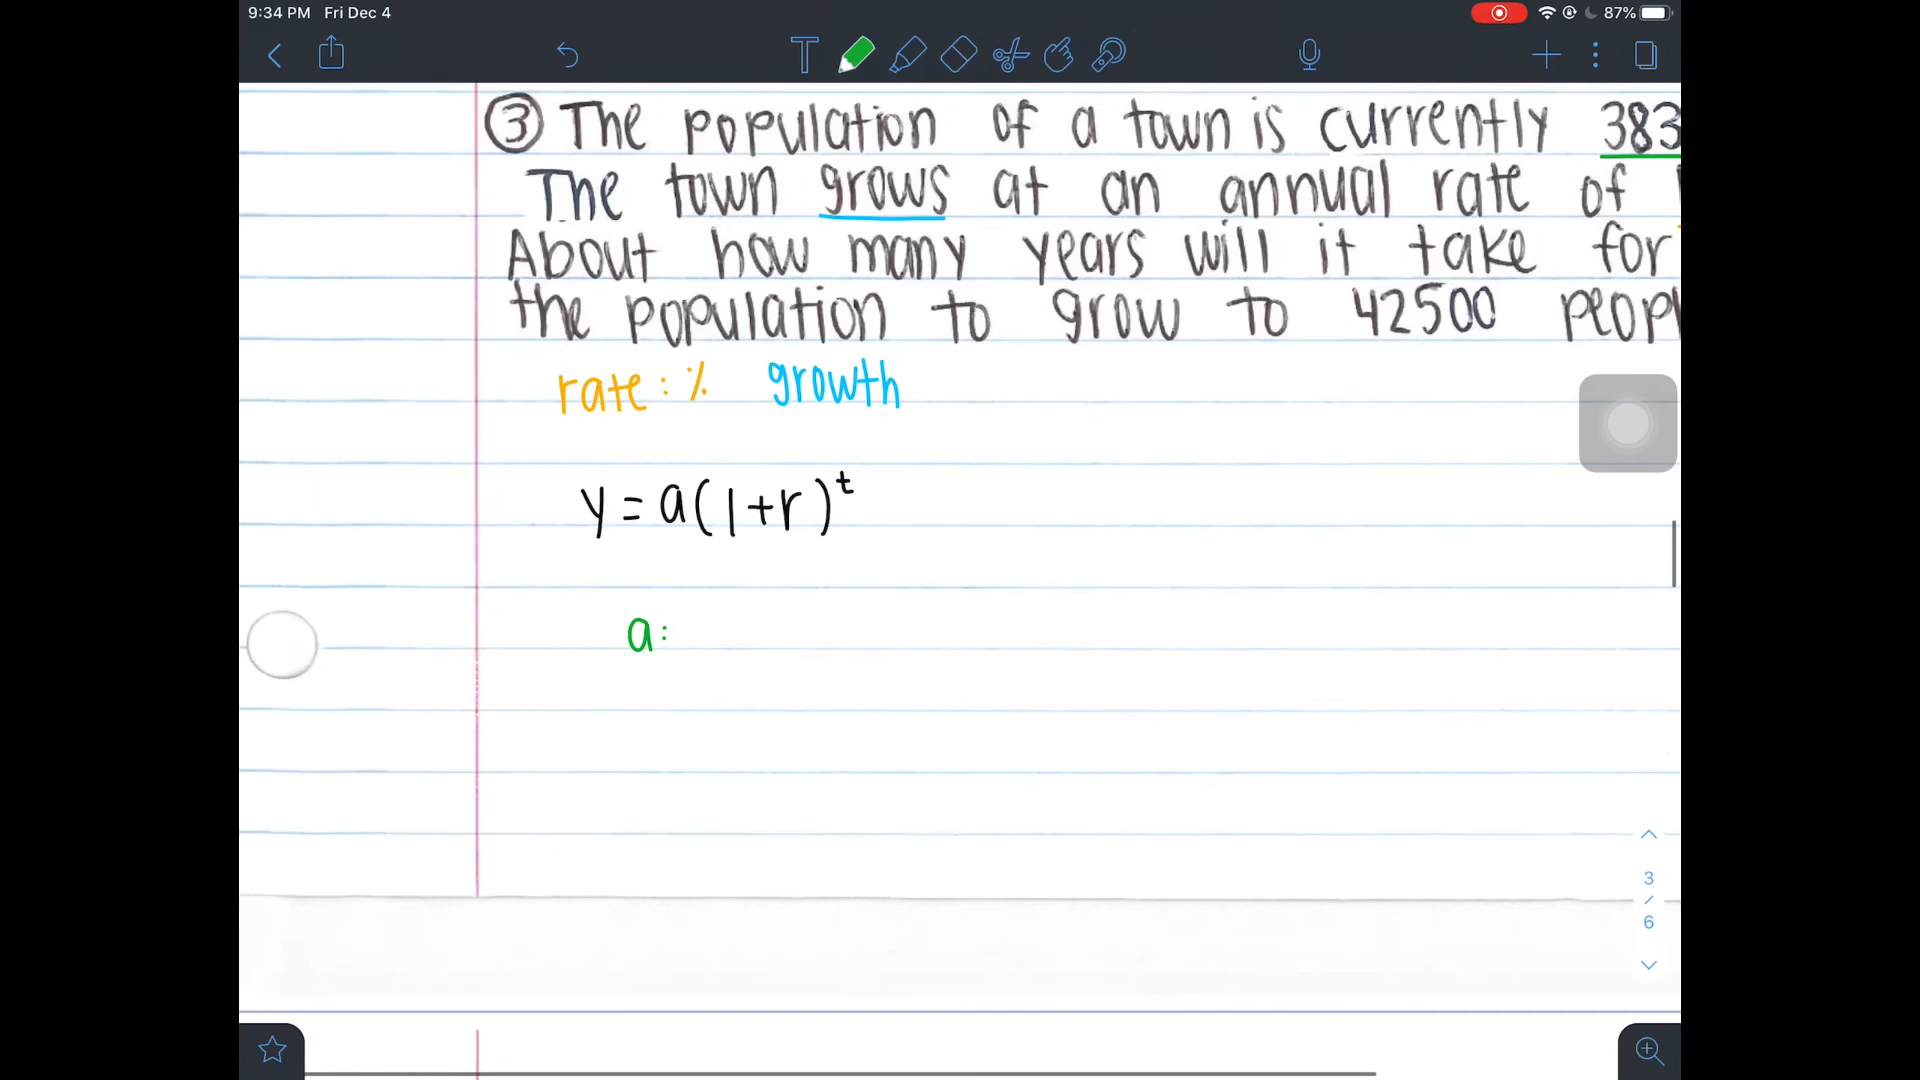 9:34 PM Fri Dec 4 87%
③ The population of a town is currently 383
The town grows at an annual rate of
About how many years will it take for
the population to grow to 42500
rate: % growth
y = a(1+r)^t
a:
3
/
6